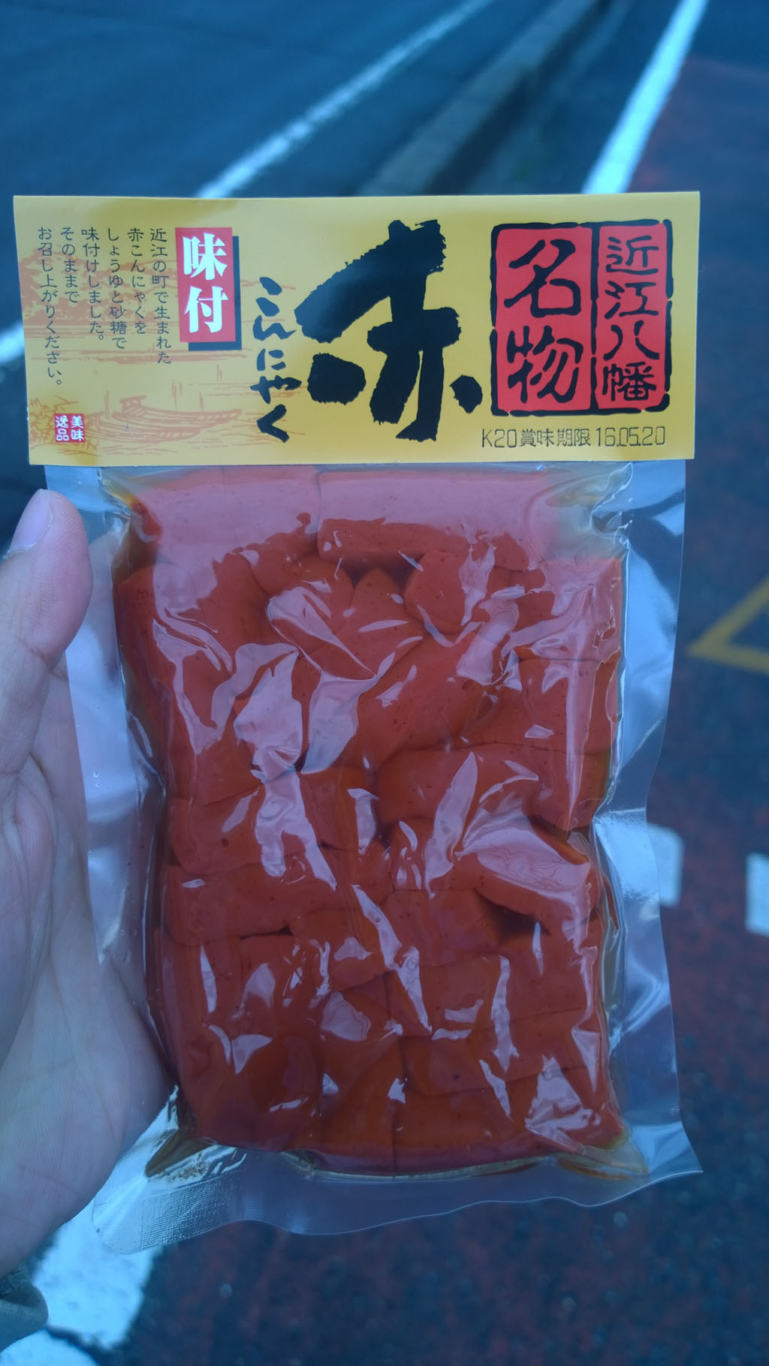 近江八幡
名物
赤
こんにゃく
味付
近江の町で生まれた
赤こんにゃくを
しょうゆと砂糖で
味付けしました。
そのままで
お召し上がりください。
美味
逸品
K20賞味期限 16.05.20